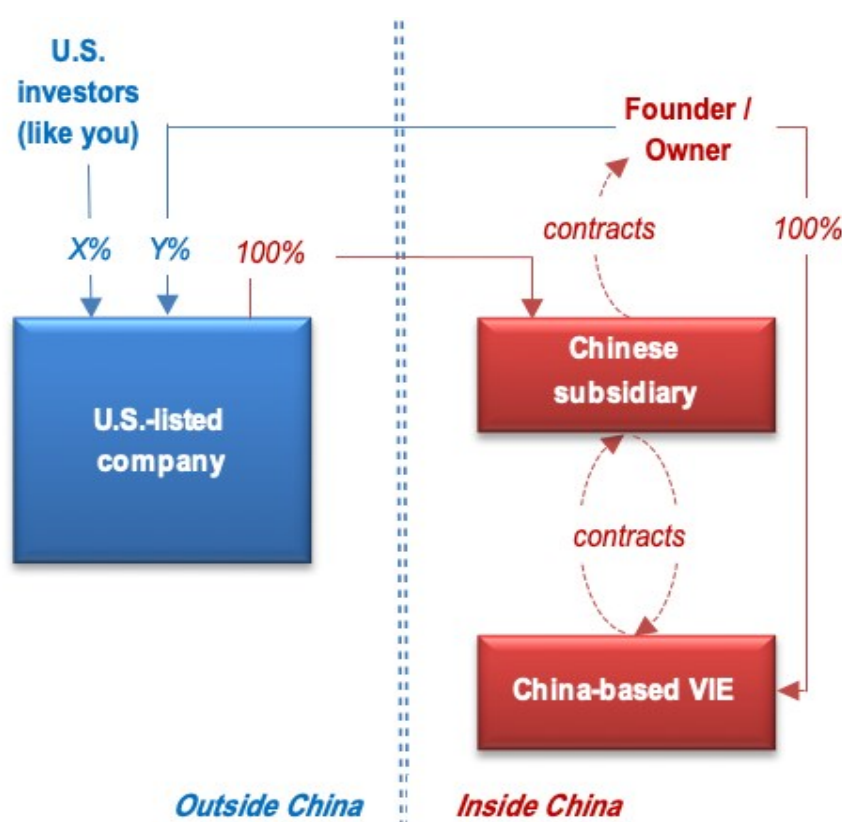 U.S.
investors
(like you)
Founder /
Owner
X%
Y%
100%
contracts
100%
Chinese
subsidiary
U.S.-listed
company
contracts
China-based VIE
Outside China
Inside China